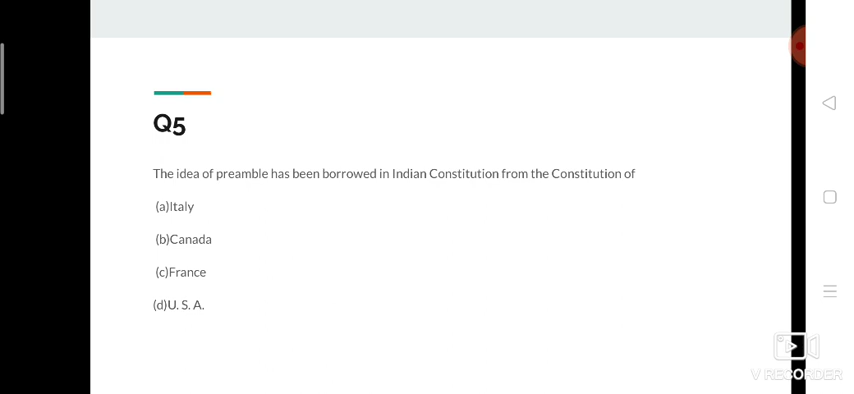 Q5
The idea of preamble has been borrowed in Indian Constitution from the Constitution of
(a)Italy
(b)Canada
(c)France
(d)U. S. A.
V RECORDER